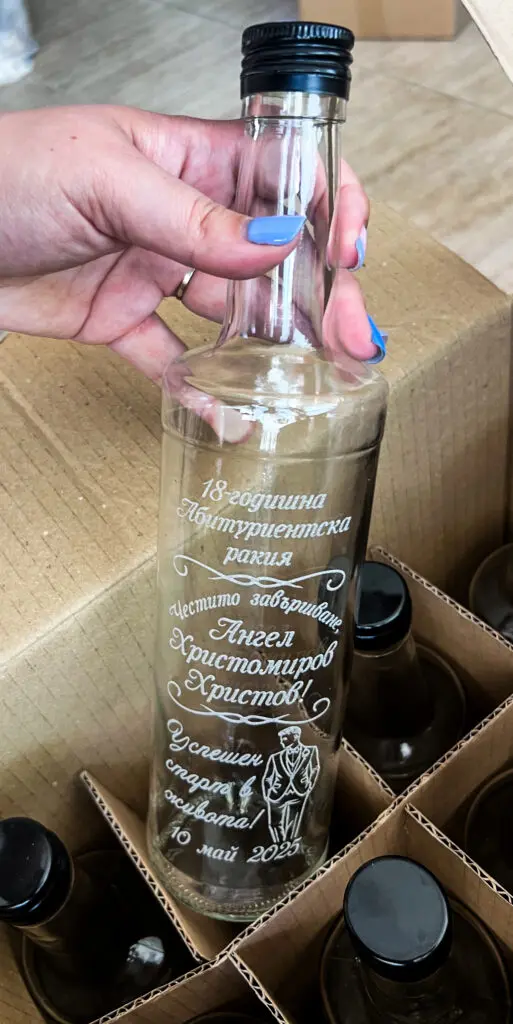 18-годишна
Абитуриентска
ракия
Честито завършване,
Ангел
Христомиров
Христов!
Успешен
старт в
живота!
10 май 2025